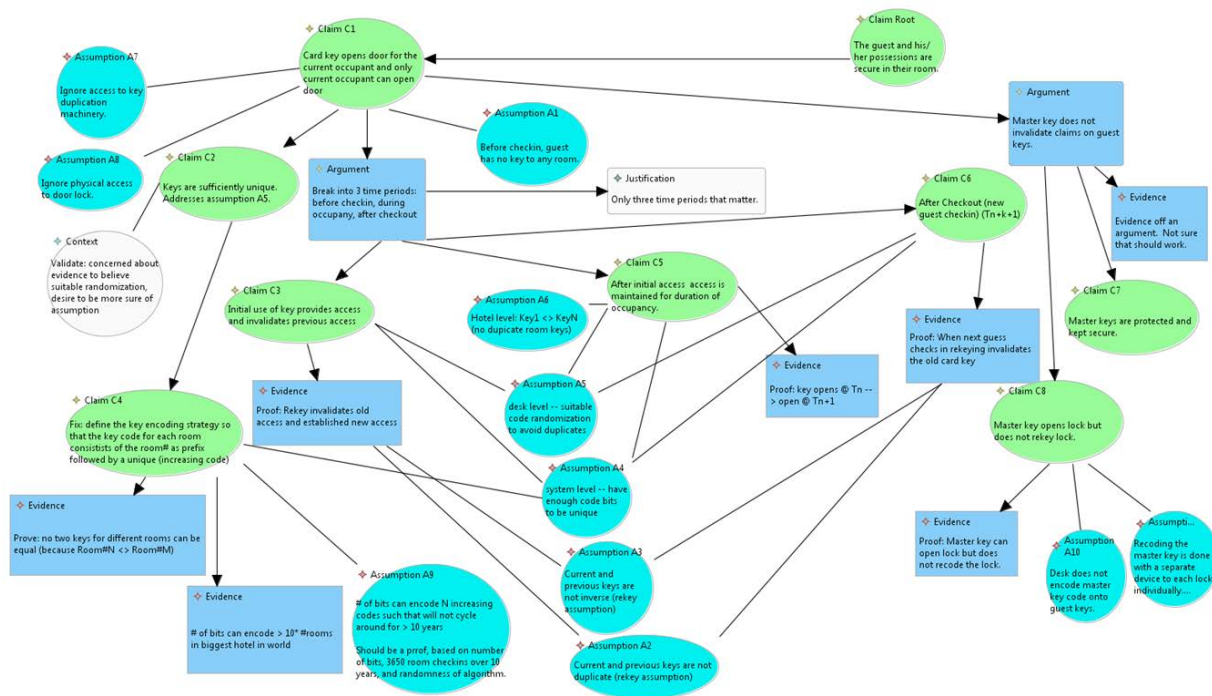 Claim C1
Card key opens door for the
current occupant and only
current occupant can open
door
Claim Root
The guest and his/
her possessions are
secure in their room.
Assumption A7
Ignore access to key
duplication
machinery.
Argument
Master key does not
invalidate claims on guest
keys.
Assumption A1
Before checkin, guest
has no key to any room.
Assumption A8
Ignore physical access
to door lock.
Claim C2
Keys are sufficiently unique.
Addresses assumption A5.
Argument
Break into 3 time periods:
before checkin, during
occupany, after checkout
Justification
Only three time periods that matter.
Claim C6
After Checkout (new
guest checkin) (Tn+k+1)
Evidence
Evidence off an
argument. Not sure
that should work.
Context
Validate: concerned about
evidence to believe
suitable randomization,
desire to be more sure of
assumption
Claim C5
After initial access access is
maintained for duration of
occupancy.
Claim C3
Initial use of key provides access
and invalidates previous access
Assumption A6
Hotel level: Key1 <> KeyN
(no dupicate room keys)
Claim C7
Master keys are protected and
kept secure.
Evidence
Proof: When next guess
checks in rekeying invalidates
the old card key
Evidence
Proof: key opens @ Tn --
> open @ Tn+1
Assumption A5
desk level -- suitable
code randomization
to avoid duplicates
Evidence
Proof: Rekey invalidates old
access and established new access
Claim C4
Fix: define the key encoding strategy so
that the key code for each room
consistists of the room# as prefix
followed by a unique (increasing code)
Claim C8
Master key opens lock but
does not rekey lock.
Assumption A4
system level -- have
enough code bits
to be unique
Evidence
Prove: no two keys for different rooms can be
equal (because Room#N <> Room#M)
Evidence
Proof: Master key can
open lock but does
not recode the lock.
Assumption
A10
Desk does not
encode master
key code onto
guest keys.
Assumpti...
Recoding the
master key is done
with a separate
device to each lock
individually....
Assumption A3
Current and
previous keys are
not inverse (rekey
assumption)
Assumption A9
# of bits can encode N increasing
codes such that will not cycle
around for > 10 years
Should be a prrof, based on number
of bits, 3650 room checkins over 10
years, and randomness of algorithm.
Evidence
# of bits can encode > 10* #rooms
in biggest hotel in world
Assumption A2
Current and previous keys are not
duplicate (rekey assumption)